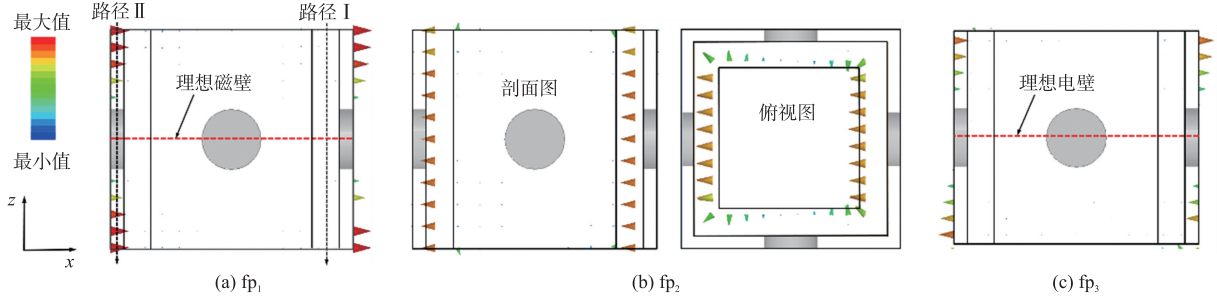 最大值
最小值
z
x
路径Ⅱ
路径Ⅰ
理想磁壁
(a) fp₁
剖面图
俯视图
(b) fp₂
理想电壁
(c) fp₃